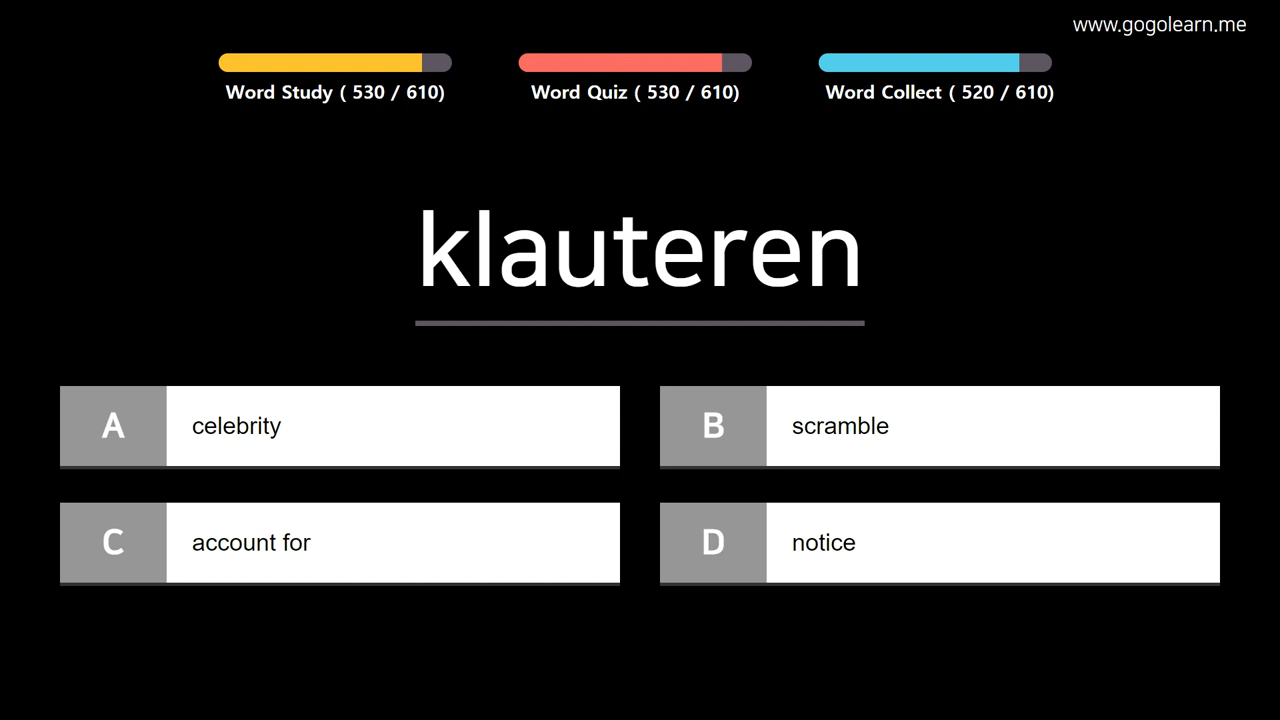 www.gogolearn.me
Word Study ( 530 / 610)
Word Quiz ( 530 / 610)
Word Collect ( 520 / 610)
klauteren
A celebrity
B scramble
C account for
D notice